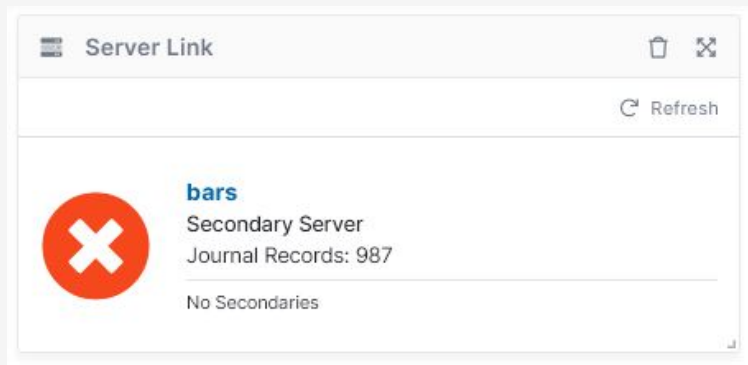 Server Link
Refresh
bars
Secondary Server
Journal Records: 987
No Secondaries